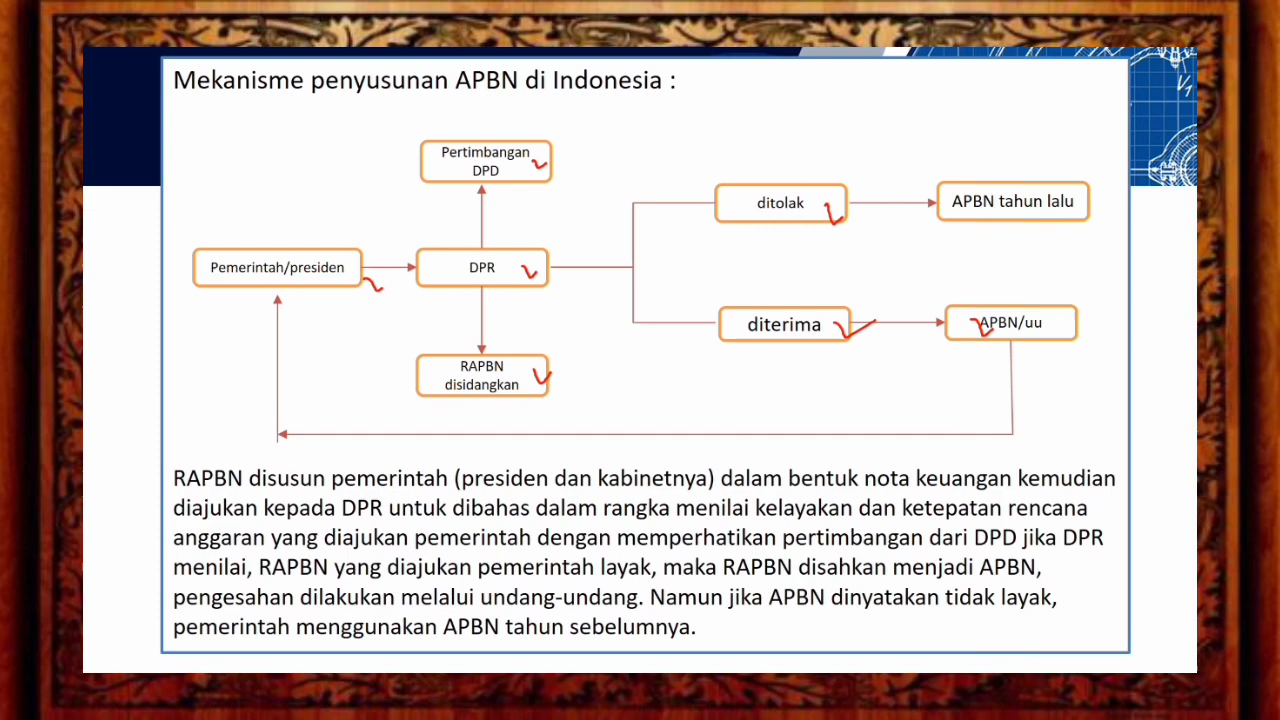 Mekanisme penyusunan APBN di Indonesia :
V1
Pertimbangan
DPD
ditolak
APBN tahun lalu
Pemerintah/presiden
DPR
diterima
APBN/uu
RAPBN
disidangkan
RAPBN disusun pemerintah (presiden dan kabinetnya) dalam bentuk nota keuangan kemudian
diajukan kepada DPR untuk dibahas dalam rangka menilai kelayakan dan ketepatan rencana
anggaran yang diajukan pemerintah dengan memperhatikan pertimbangan dari DPD jika DPR
menilai, RAPBN yang diajukan pemerintah layak, maka RAPBN disahkan menjadi APBN,
pengesahan dilakukan melalui undang-undang. Namun jika APBN dinyatakan tidak layak,
pemerintah menggunakan APBN tahun sebelumnya.